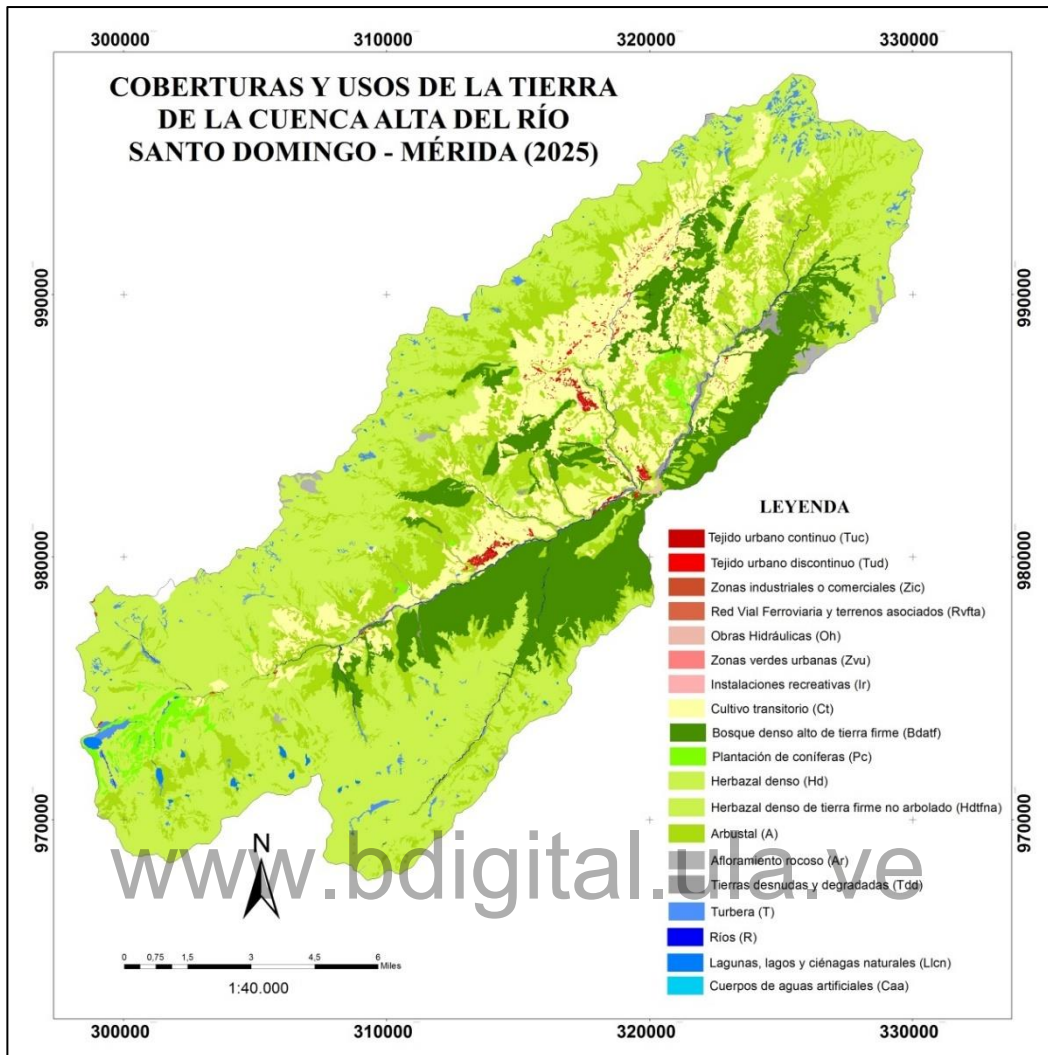 300000 310000 320000 330000
COBERTURAS Y USOS DE LA TIERRA
DE LA CUENCA ALTA DEL RÍO
SANTO DOMINGO - MÉRIDA (2025)
990000 990000
980000 980000
970000 970000
LEYENDA
Tejido urbano continuo (Tuc)
Tejido urbano discontinuo (Tud)
Zonas industriales o comerciales (Zic)
Red Vial Ferroviaria y terrenos asociados (Rvfta)
Obras Hidráulicas (Oh)
Zonas verdes urbanas (Zvu)
Instalaciones recreativas (Ir)
Cultivo transitorio (Ct)
Bosque denso alto de tierra firme (Bdatf)
Plantación de coníferas (Pc)
Herbazal denso (Hd)
Herbazal denso de tierra firme no arbolado (Hdtfna)
Arbustal (A)
Afloramiento rocoso (Ar)
Tierras desnudas y degradadas (Tdd)
Turbera (T)
Ríos (R)
Lagunas, lagos y ciénagas naturales (Llcn)
Cuerpos de aguas artificiales (Caa)
www.bdigital.ula.ve
N
0 0,75 1,5 3 4,5 6
Miles
1:40.000
300000 310000 320000 330000